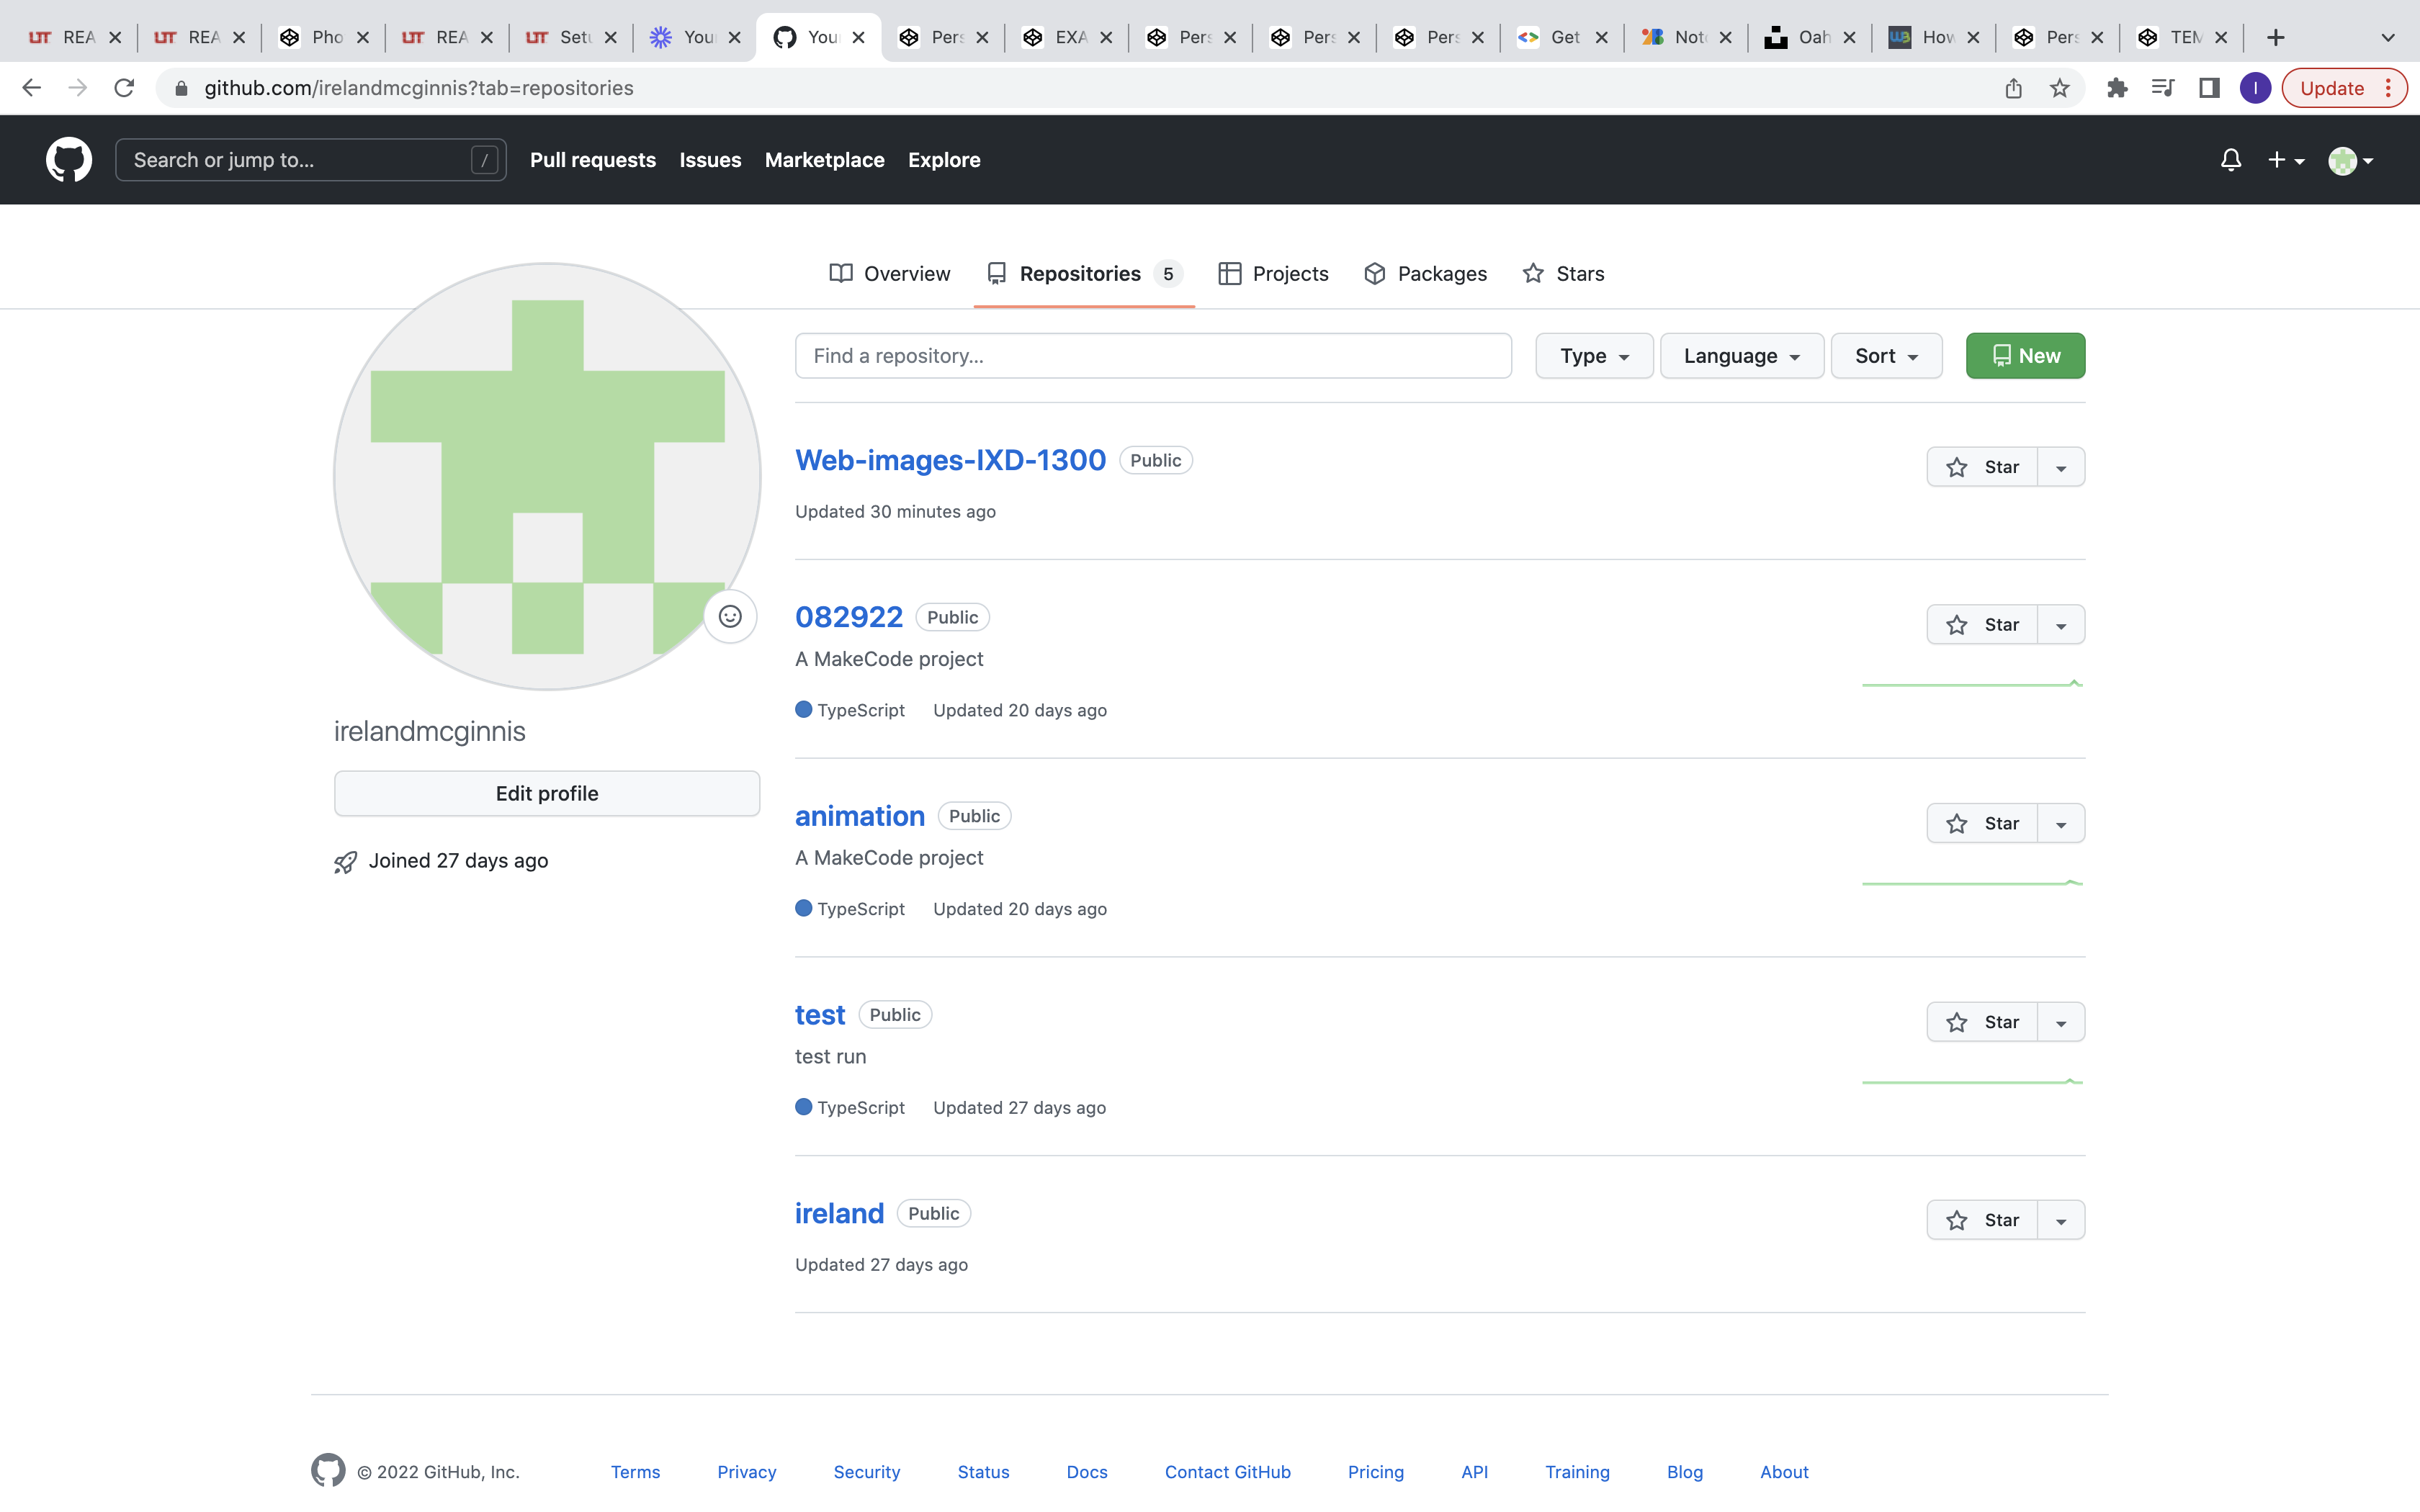 REA
REA
Pho
REA
Setu
You
You
Pers
EXA
Pers
Pers
Pers
Get
Note
Oah
How
Pers
TEM
github.com/irelandmcginnis?tab=repositories
I
Update
Search or jump to...
/
Pull requests
Issues
Marketplace
Explore
Overview
Repositories 5
Projects
Packages
Stars
Find a repository...
Type
Language
Sort
New
Web-images-IXD-1300 Public
Star
Updated 30 minutes ago
082922 Public
Star
A MakeCode project
TypeScript Updated 20 days ago
irelandmcginnis
Edit profile
Joined 27 days ago
animation Public
Star
A MakeCode project
TypeScript Updated 20 days ago
test Public
Star
test run
TypeScript Updated 27 days ago
ireland Public
Star
Updated 27 days ago
© 2022 GitHub, Inc.
Terms
Privacy
Security
Status
Docs
Contact GitHub
Pricing
API
Training
Blog
About